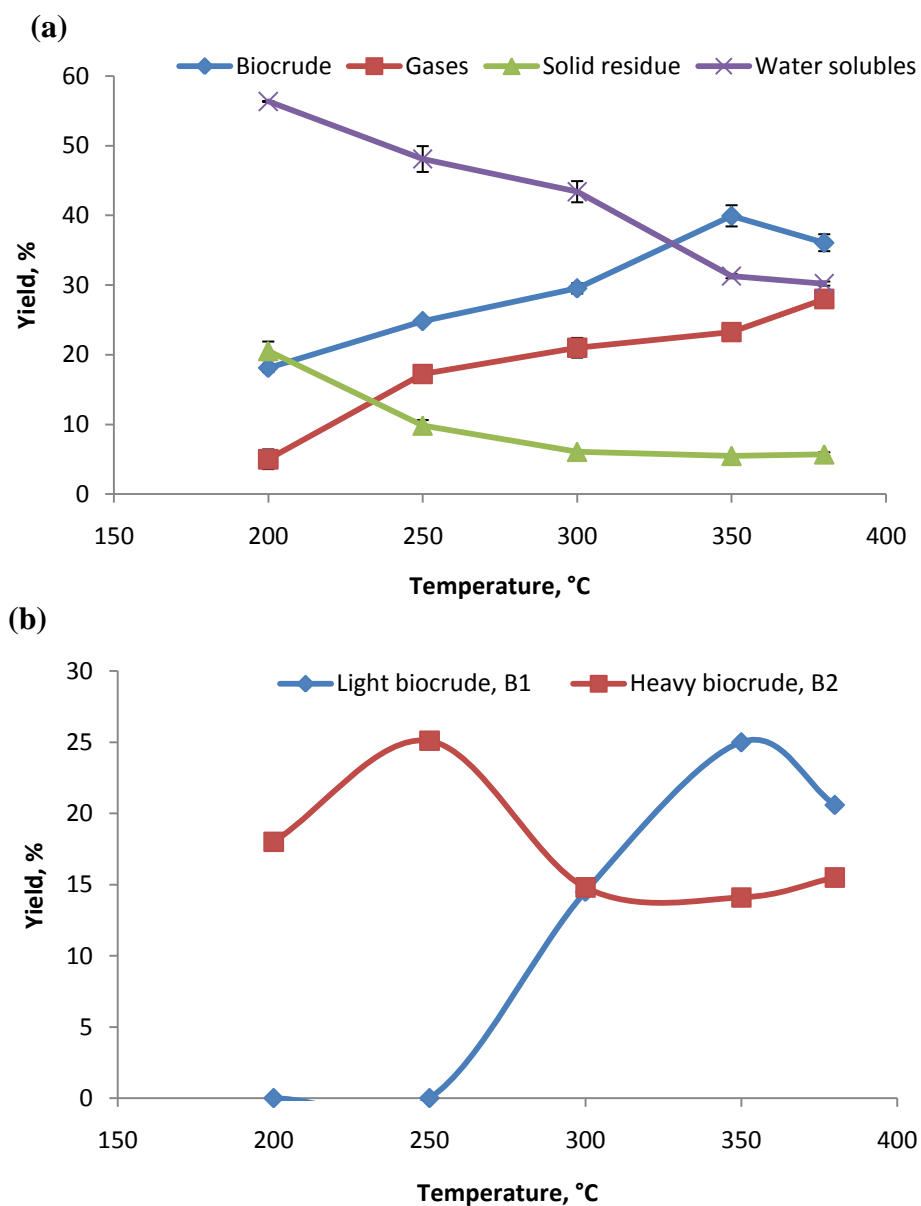 (a)
Biocrude Gases Solid residue Water solubles
60
50
40
30
20
10
0
Yield, %
150 200 250 300 350 400
Temperature, °C
(b)
Light biocrude, B1 Heavy biocrude, B2
30
25
20
15
10
5
0
Yield, %
150 200 250 300 350 400
Temperature, °C